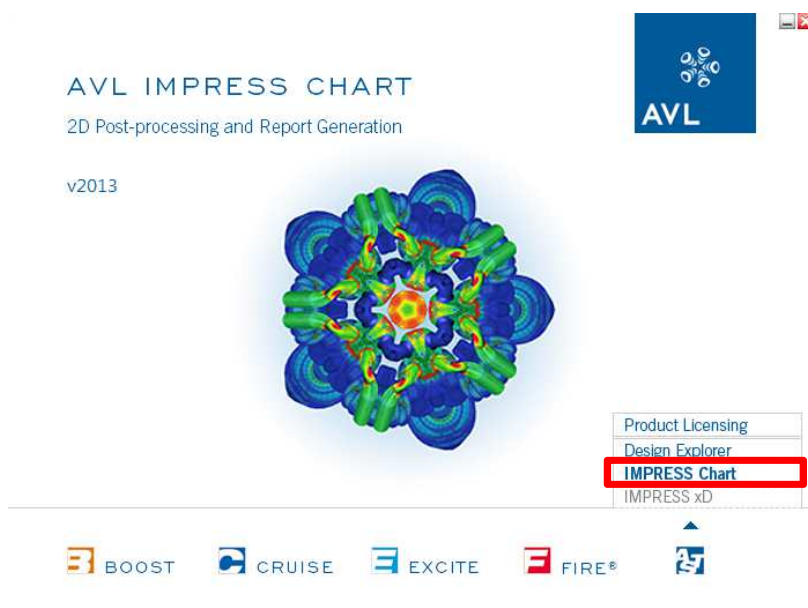 AVL IMPRESS CHART
2D Post-processing and Report Generation
AVL
v2013
Product Licensing
Design Explorer
IMPRESS Chart
IMPRESS xD
BOOST
CRUISE
EXCITE
FIRE®
AST